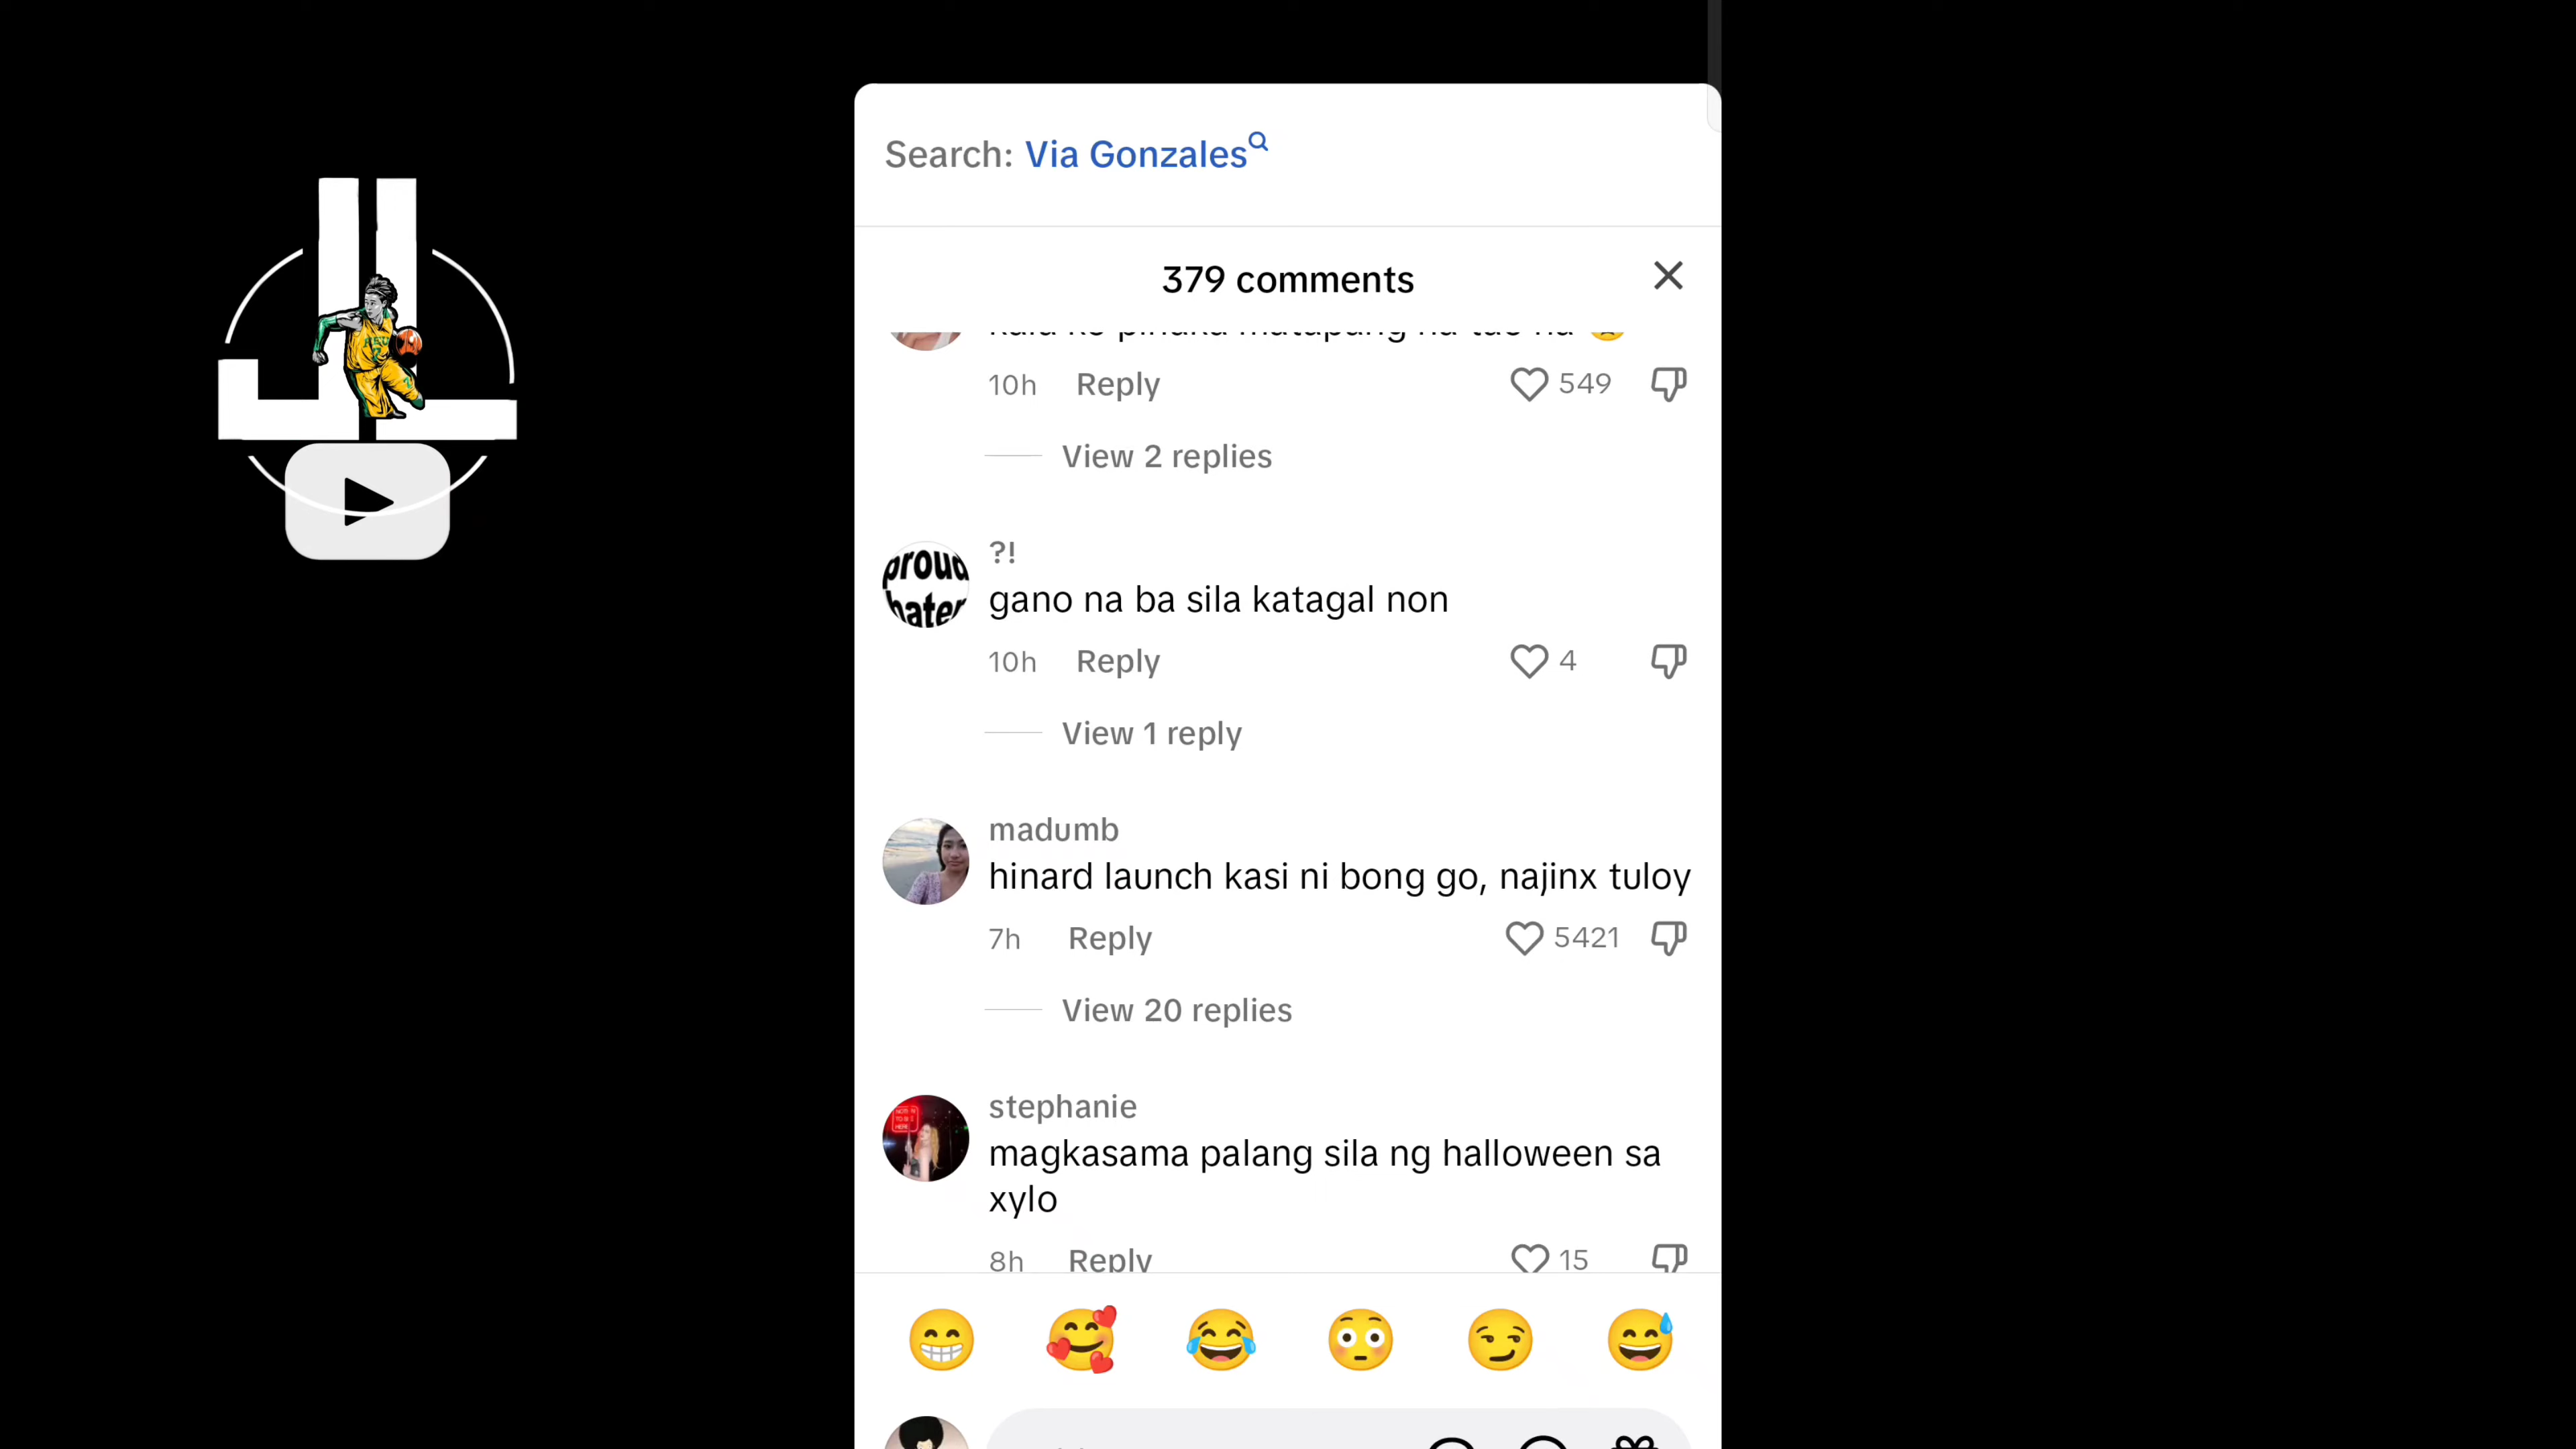 Search: Via Gonzales
379 comments
10h Reply 549
View 2 replies
proud
hater
?!
gano na ba sila katagal non
10h Reply 4
View 1 reply
madumb
hinard launch kasi ni bong go, najinx tuloy
7h Reply 5421
View 20 replies
stephanie
magkasama palang sila ng halloween sa
xylo
8h Reply 15